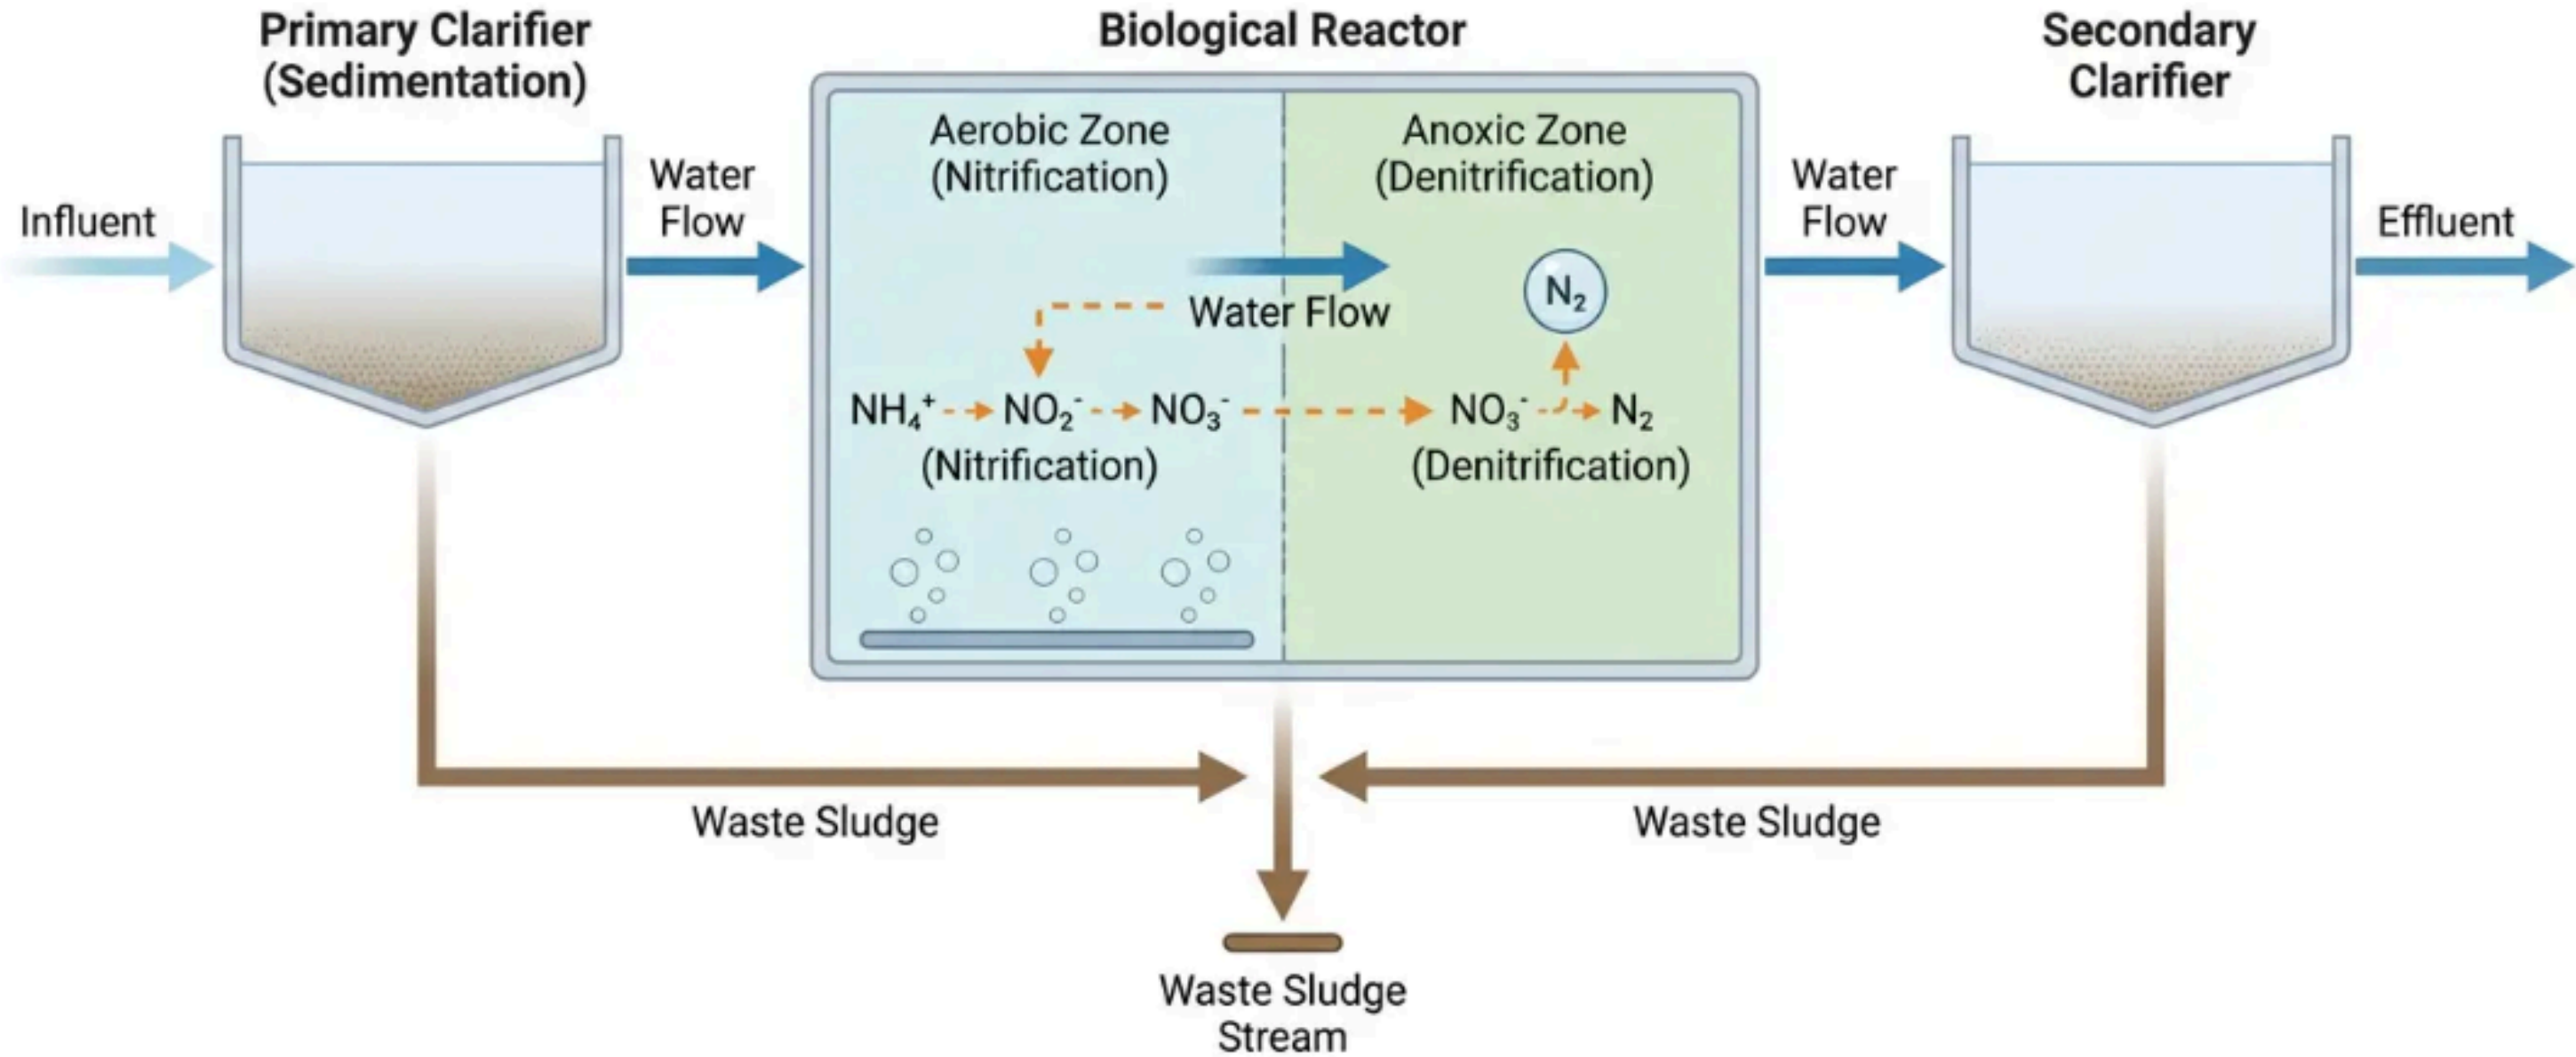 Primary Clarifier
(Sedimentation)
Biological Reactor
Secondary
Clarifier
Influent
Water
Flow
Aerobic Zone
(Nitrification)
Anoxic Zone
(Denitrification)
Water
Flow
Effluent
Water Flow
N₂
NH₄⁺
NO₂⁻
NO₃⁻
NO₃⁻
N₂
(Nitrification)
(Denitrification)
Waste Sludge
Waste Sludge
Waste Sludge
Stream